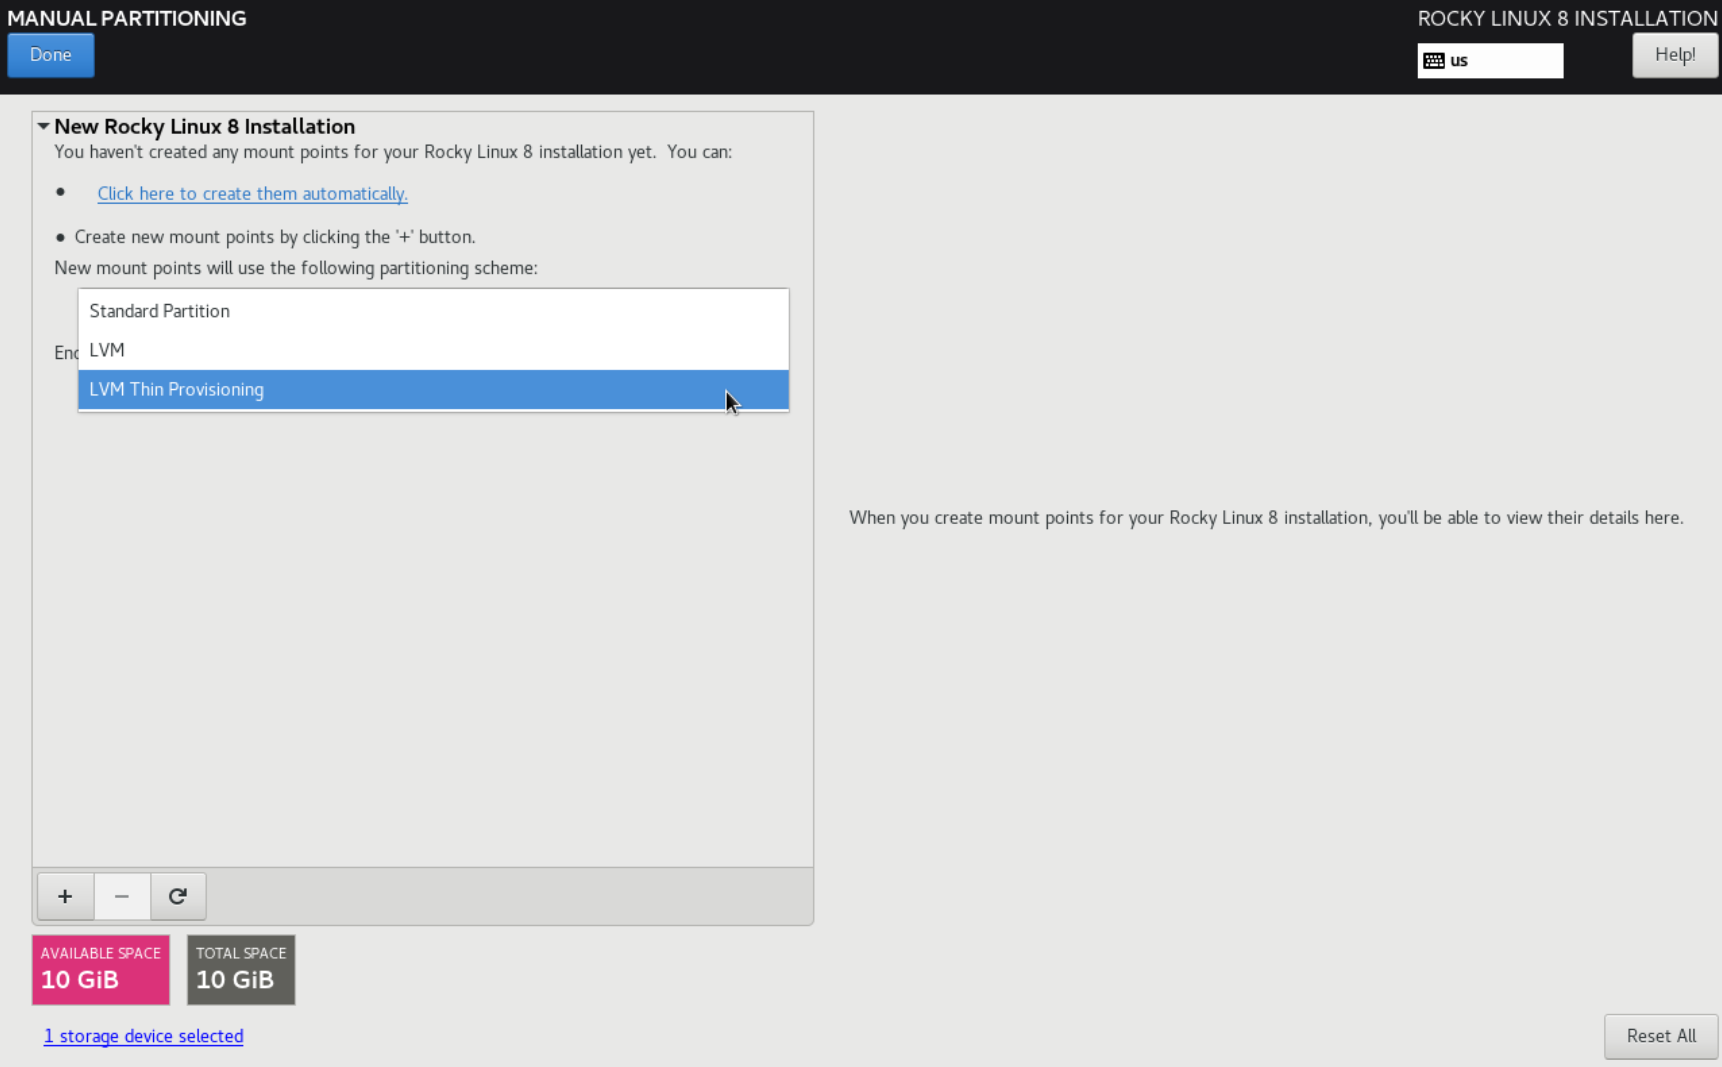 MANUAL PARTITIONING
ROCKY LINUX 8 INSTALLATION
Done
us
Help!
New Rocky Linux 8 Installation
You haven't created any mount points for your Rocky Linux 8 installation yet.  You can:
• Click here to create them automatically.
• Create new mount points by clicking the '+' button.
New mount points will use the following partitioning scheme:
Standard Partition
LVM
LVM Thin Provisioning
When you create mount points for your Rocky Linux 8 installation, you'll be able to view their details here.
+ −
AVAILABLE SPACE
10 GiB
TOTAL SPACE
10 GiB
1 storage device selected
Reset All